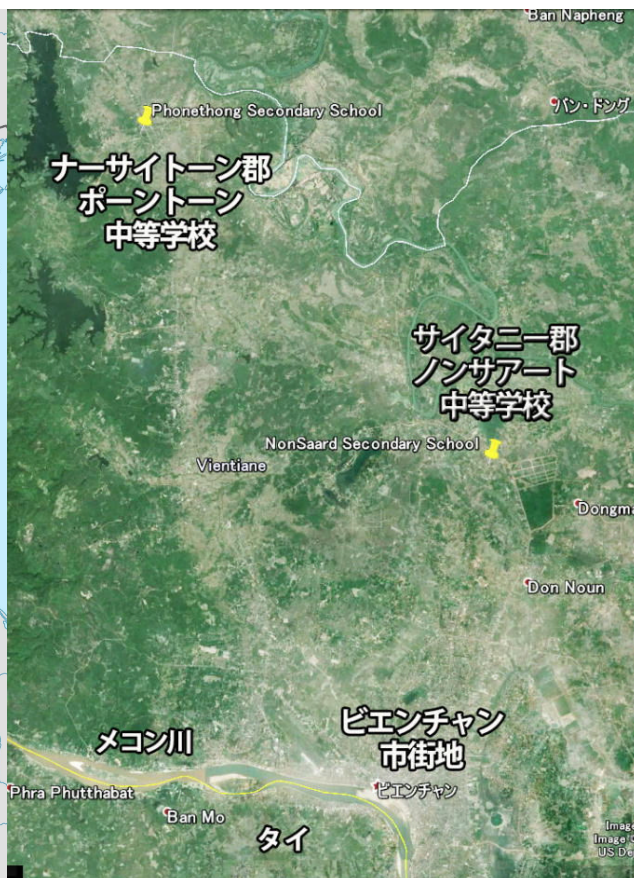 Ban Napheng
Phonethong Secondary School
バン・ドング
ナーサイトーン郡
ポーントーン
中等学校
サイタニー郡
ノンサアート
中等学校
NonSaard Secondary School
Vientiane
Dongma
Don Noun
ビエンチャン
市街地
メコン川
Phra Phutthabat
ビエンチャン
Ban Mo
タイ
Image
Image
US De